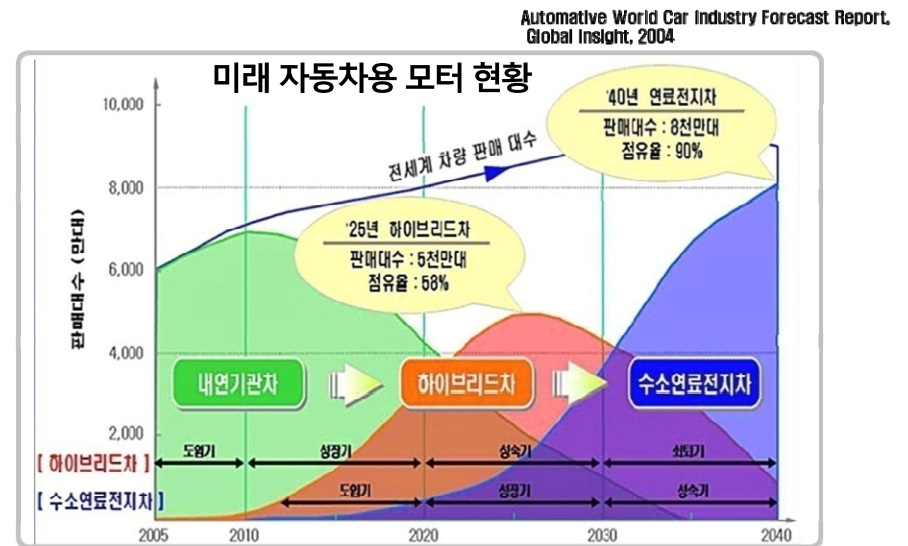 Automative World Car Industry Forecast Report,
Global Insight, 2004
미래 자동차용 모터 현황
'40년 연료전지차
판매대수 : 8천만대
점유율 : 90%
전세계 차량 판매 대수
'25년 하이브리드차
판매대수 : 5천만대
점유율 : 58%
판매대수 (만대)
10,000
8,000
6,000
4,000
2,000
내연기관차
하이브리드차
수소연료전지차
[ 하이브리드차 ]
도입기
성장기
성숙기
쇠퇴기
[ 수소연료전지차 ]
도입기
성장기
성숙기
2005
2010
2020
2030
2040